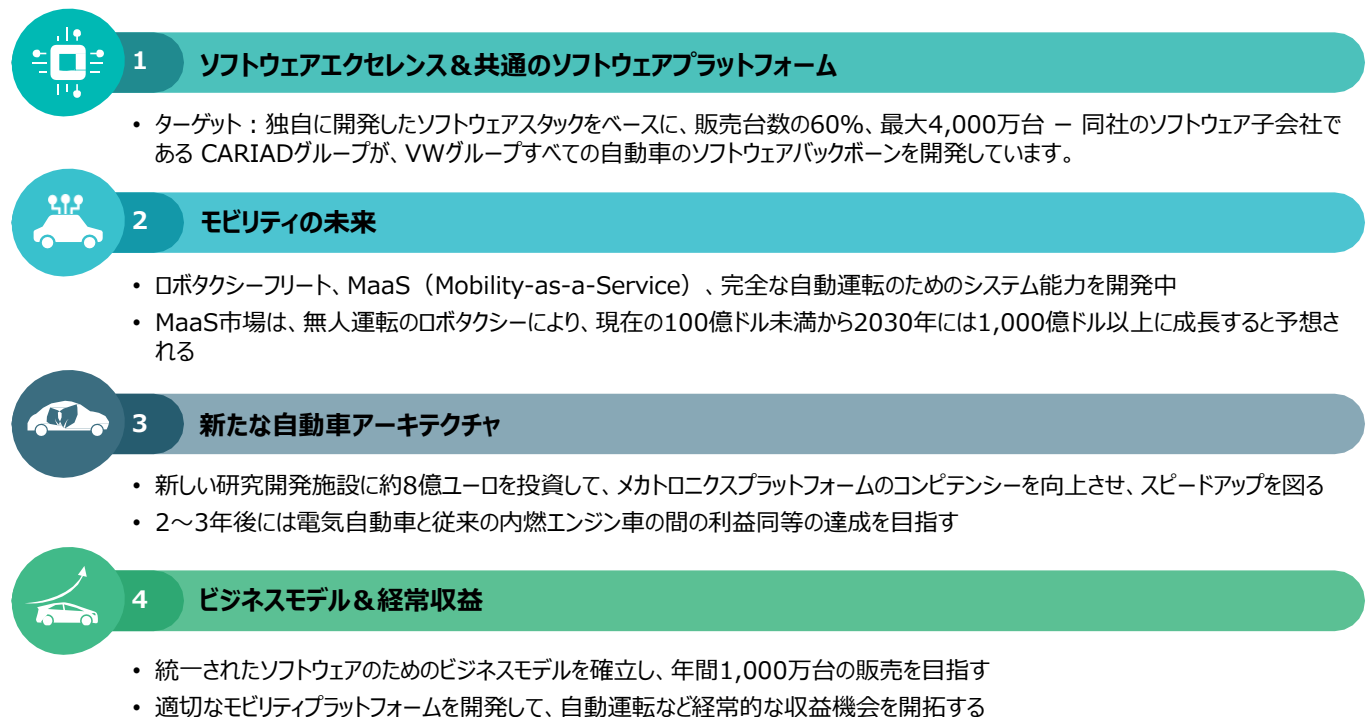 1 ソフトウェアエクセレンス＆共通のソフトウェアプラットフォーム
• ターゲット：独自に開発したソフトウェアスタックをベースに、販売台数の60%、最大4,000万台 － 同社のソフトウェア子会社で
ある CARIADグループが、VWグループすべての自動車のソフトウェアバックボーンを開発しています。
2 モビリティの未来
• ロボタクシーフリート、MaaS（Mobility-as-a-Service）、完全な自動運転のためのシステム能力を開発中
• MaaS市場は、無人運転のロボタクシーにより、現在の100億ドル未満から2030年には1,000億ドル以上に成長すると予想さ
れる
3 新たな自動車アーキテクチャ
• 新しい研究開発施設に約8億ユーロを投資して、メカトロニクスプラットフォームのコンピテンシーを向上させ、スピードアップを図る
• 2～3年後には電気自動車と従来の内燃エンジン車の間の利益同等の達成を目指す
4 ビジネスモデル＆経常収益
• 統一されたソフトウェアのためのビジネスモデルを確立し、年間1,000万台の販売を目指す
• 適切なモビリティプラットフォームを開発して、自動運転など経常的な収益機会を開拓する